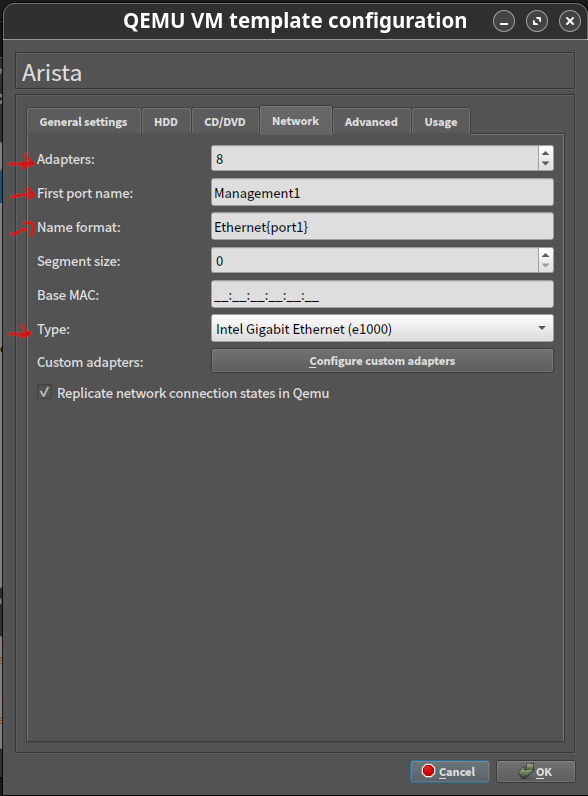 QEMU VM template configuration
Arista
General settings HDD CD/DVD Network Advanced Usage
Adapters: 8
First port name: Management1
Name format: Ethernet{port1}
Segment size: 0
Base MAC: __:__:__:__:__:__
Type: Intel Gigabit Ethernet (e1000)
Custom adapters: Configure custom adapters
Replicate network connection states in Qemu
Cancel OK